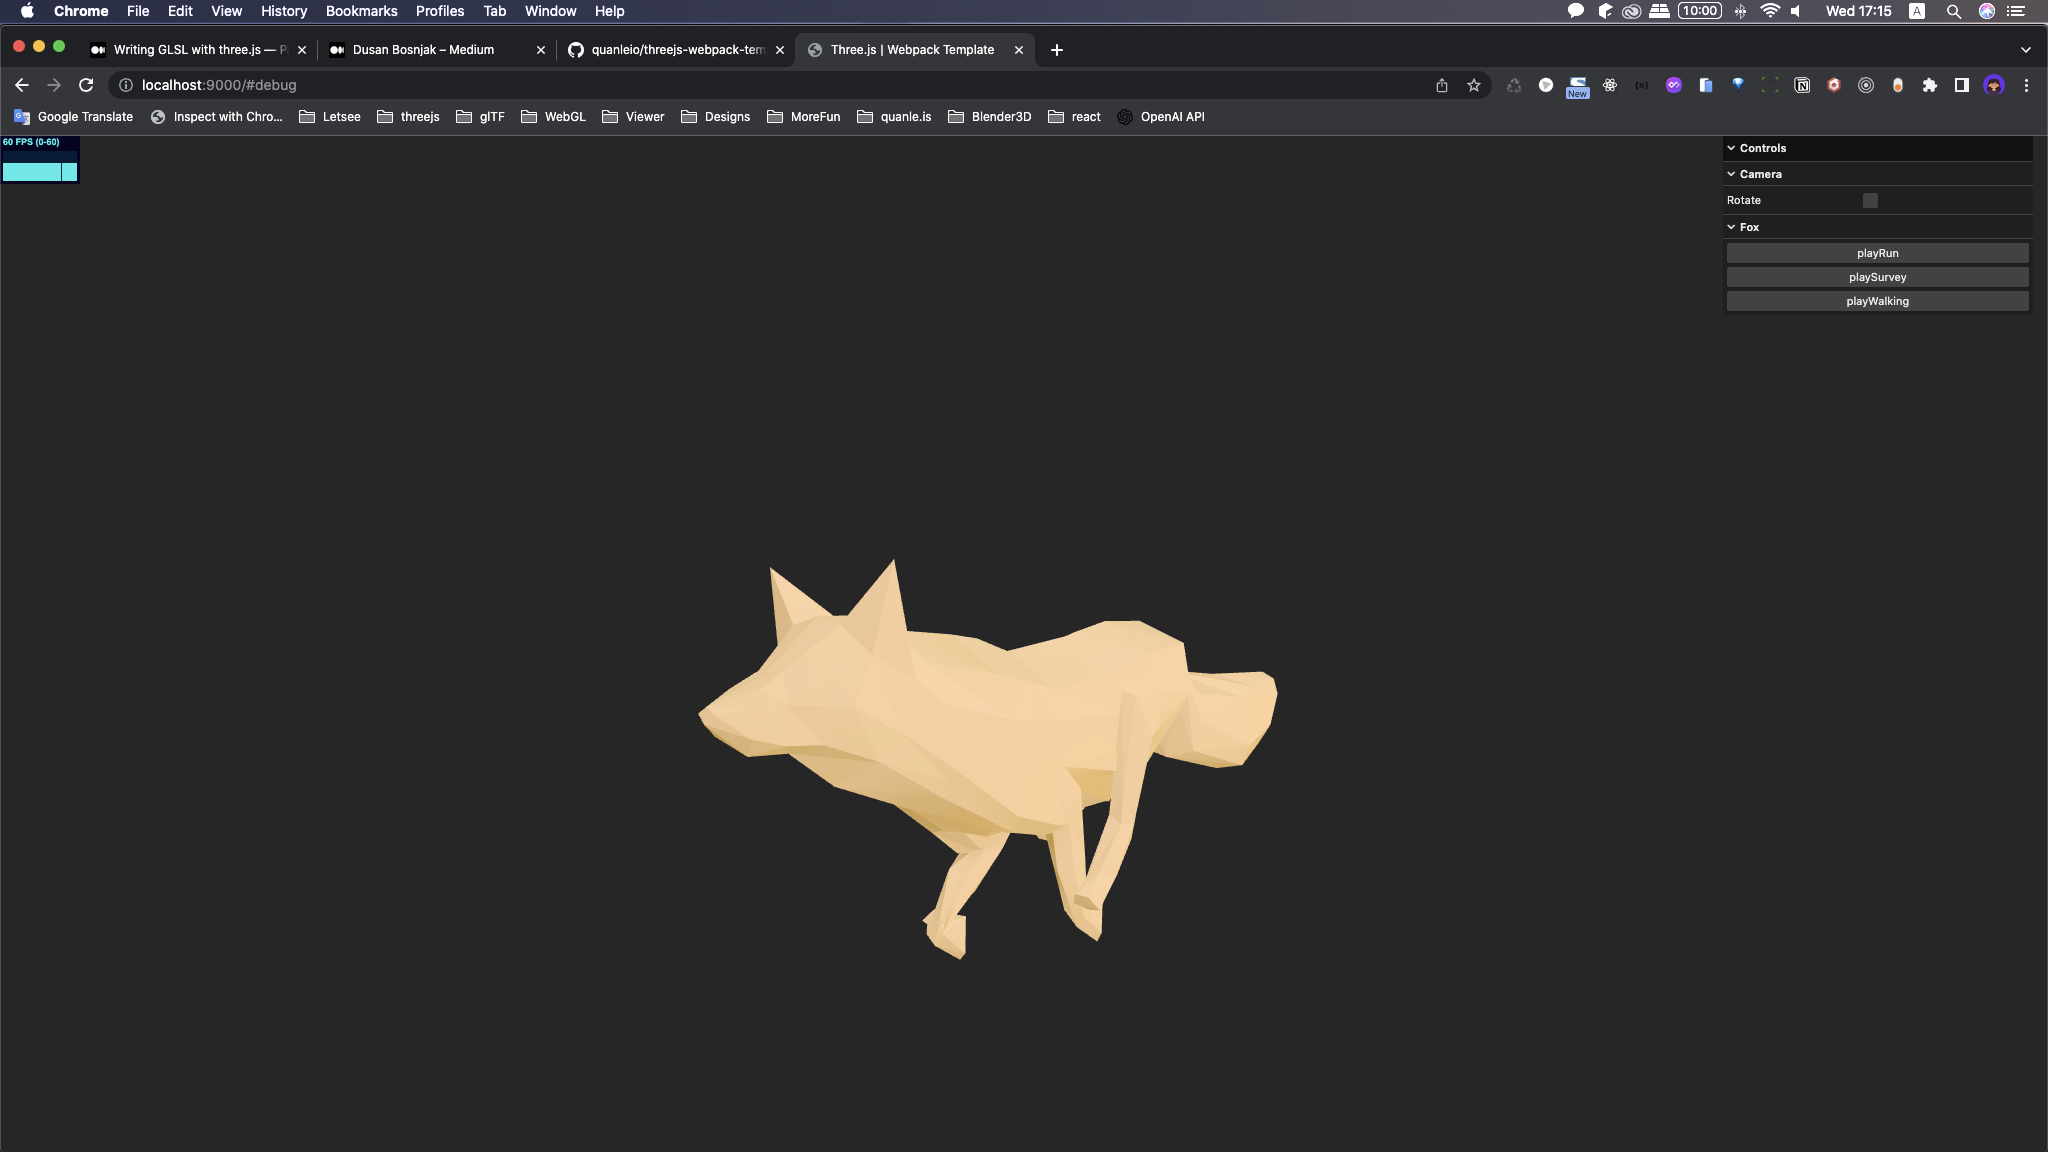 Chrome File Edit View History Bookmarks Profiles Tab Window Help 10:00 Wed 17:15 A
Writing GLSL with three.js — P Dusan Bosnjak – Medium quanleio/threejs-webpack-tem Three.js | Webpack Template
localhost:9000/#debug New
Google Translate Inspect with Chro... Letsee threejs glTF WebGL Viewer Designs MoreFun quanle.is Blender3D react OpenAI API
60 FPS (0-60)
Controls
Camera
Rotate
Fox
playRun
playSurvey
playWalking